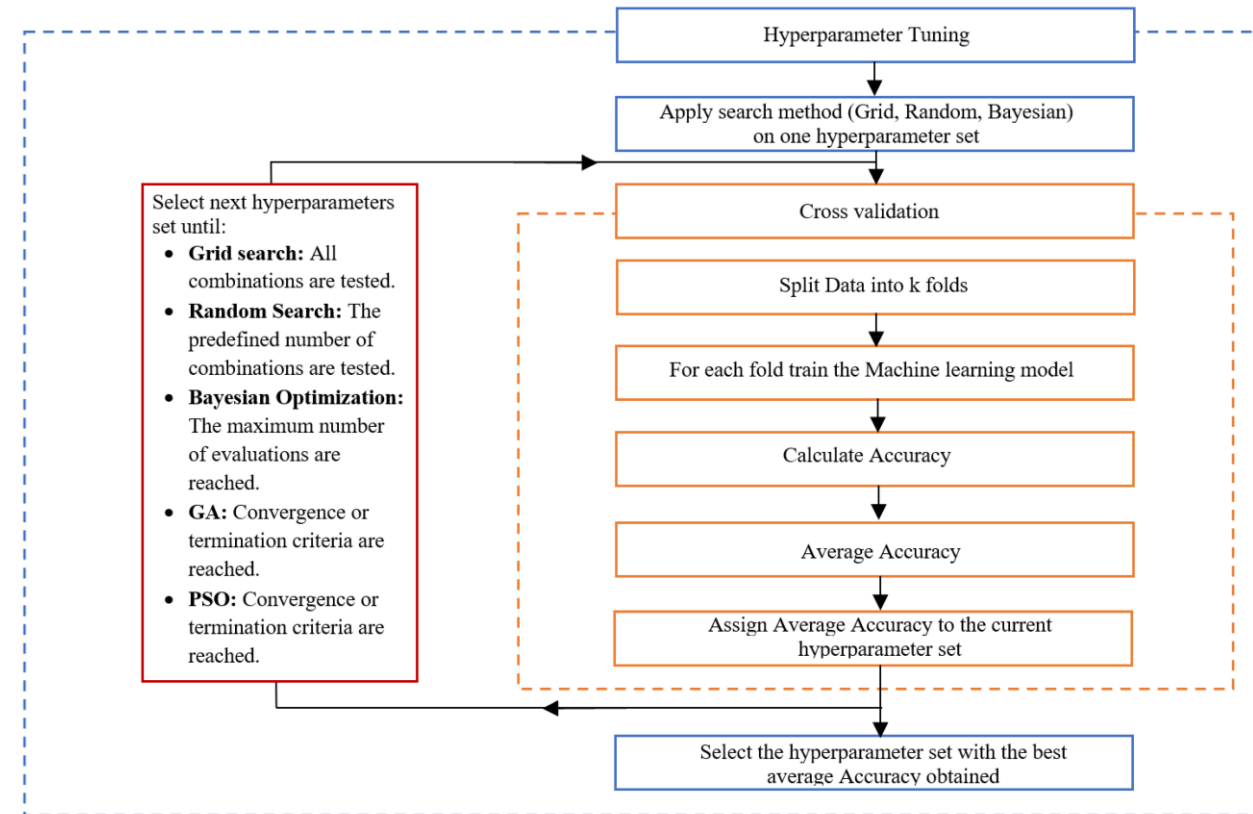 Hyperparameter Tuning
Apply search method (Grid, Random, Bayesian)
on one hyperparameter set
Select next hyperparameters
set until:
• Grid search: All
combinations are tested.
• Random Search: The
predefined number of
combinations are tested.
• Bayesian Optimization:
The maximum number
of evaluations are
reached.
• GA: Convergence or
termination criteria are
reached.
• PSO: Convergence or
termination criteria are
reached.
Cross validation
Split Data into k folds
For each fold train the Machine learning model
Calculate Accuracy
Average Accuracy
Assign Average Accuracy to the current
hyperparameter set
Select the hyperparameter set with the best
average Accuracy obtained